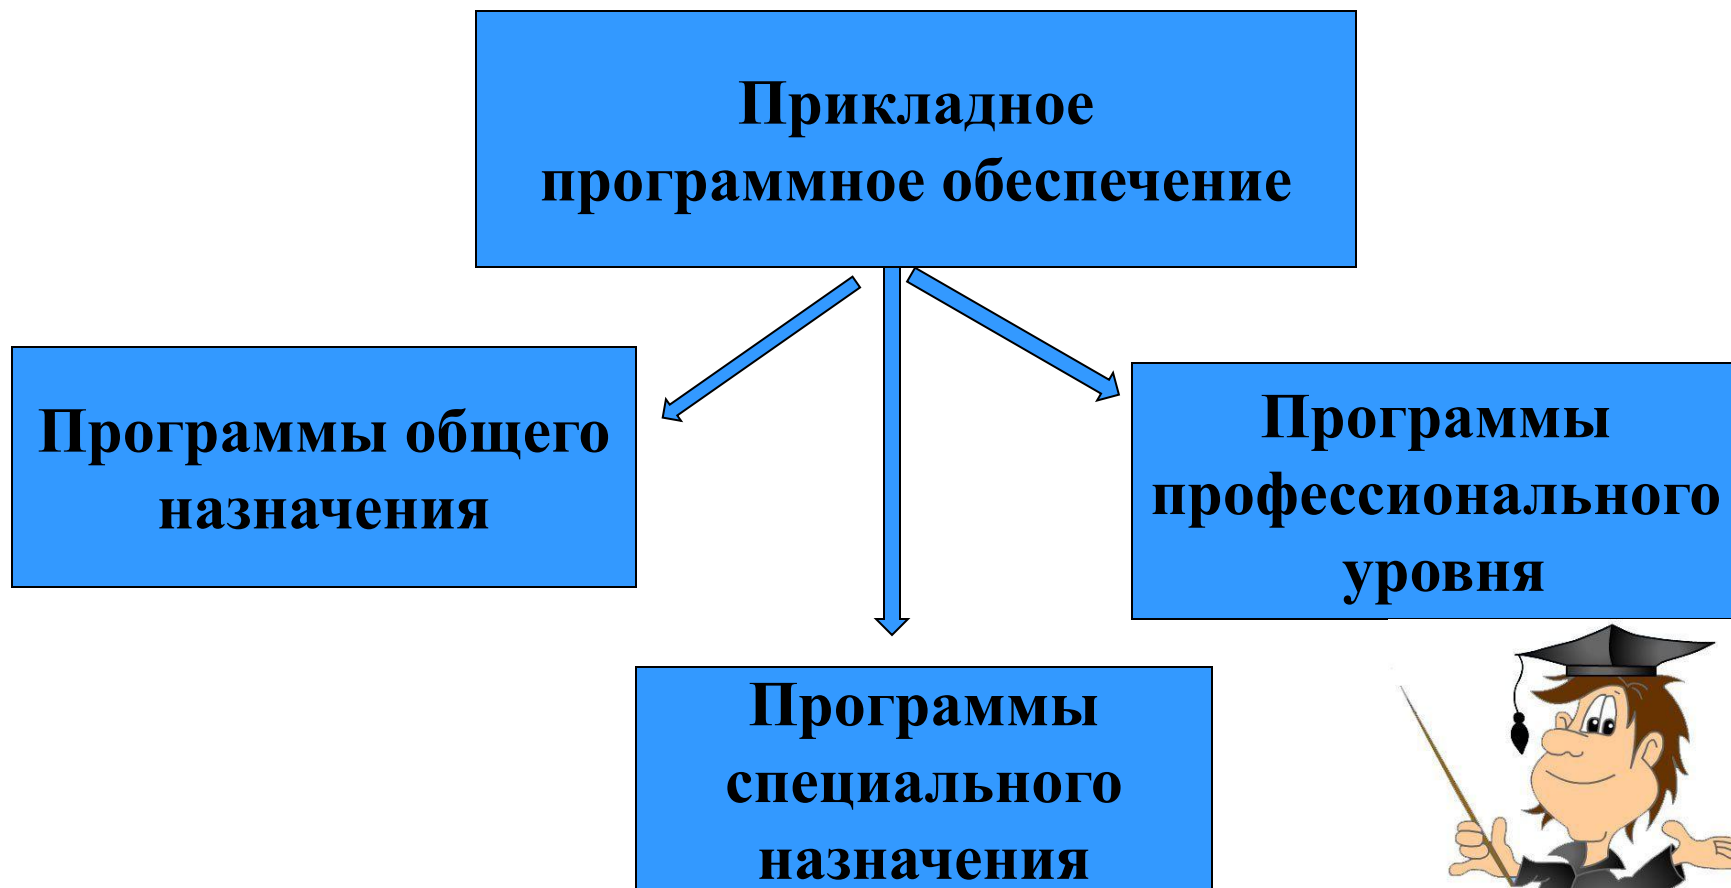 Прикладное
программное обеспечение
Программы общего
назначения
Программы
профессионального
уровня
Программы
специального
назначения